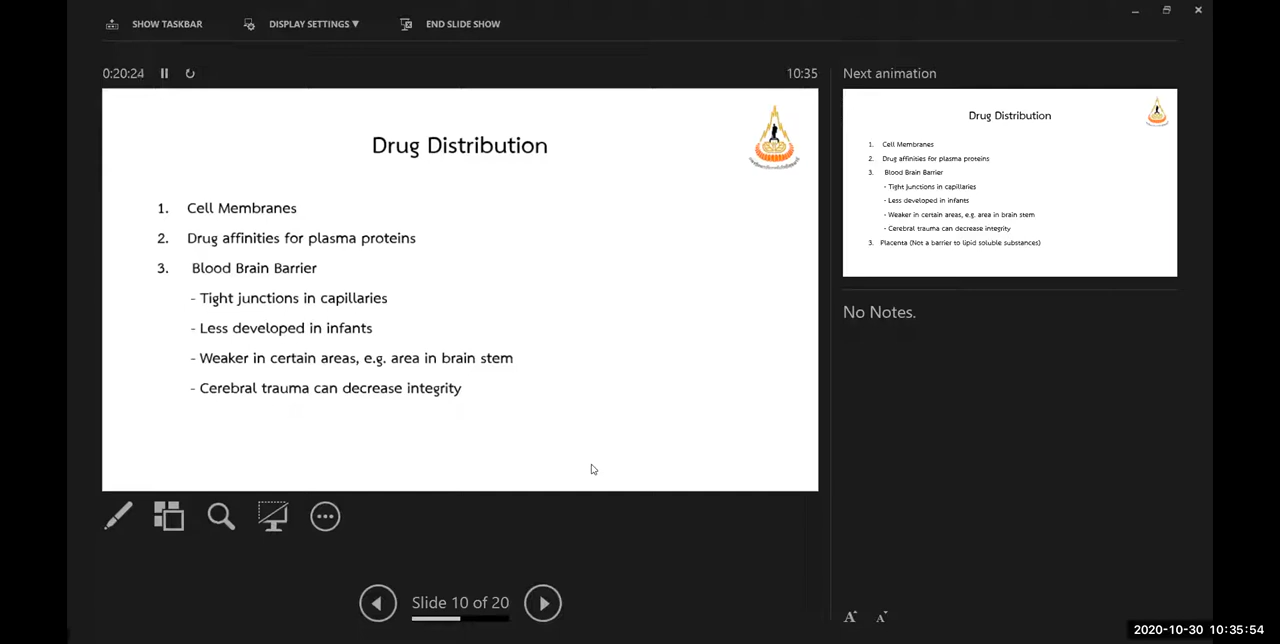 SHOW TASKBAR
DISPLAY SETTINGS ▼
END SLIDE SHOW
0:20:24
10:35
Drug Distribution
1. Cell Membranes
2. Drug affinities for plasma proteins
3. Blood Brain Barrier
- Tight junctions in capillaries
- Less developed in infants
- Weaker in certain areas, e.g. area in brain stem
- Cerebral trauma can decrease integrity
Slide 10 of 20
Next animation
Drug Distribution
1. Cell Membranes
2. Drug affinities for plasma proteins
3. Blood Brain Barrier
- Tight junctions in capillaries
- Less developed in infants
- Weaker in certain areas, e.g. area in brain stem
- Cerebral trauma can decrease integrity
3. Placenta (Not a barrier to lipid soluble substances)
No Notes.
A A
2020-10-30 10:35:54